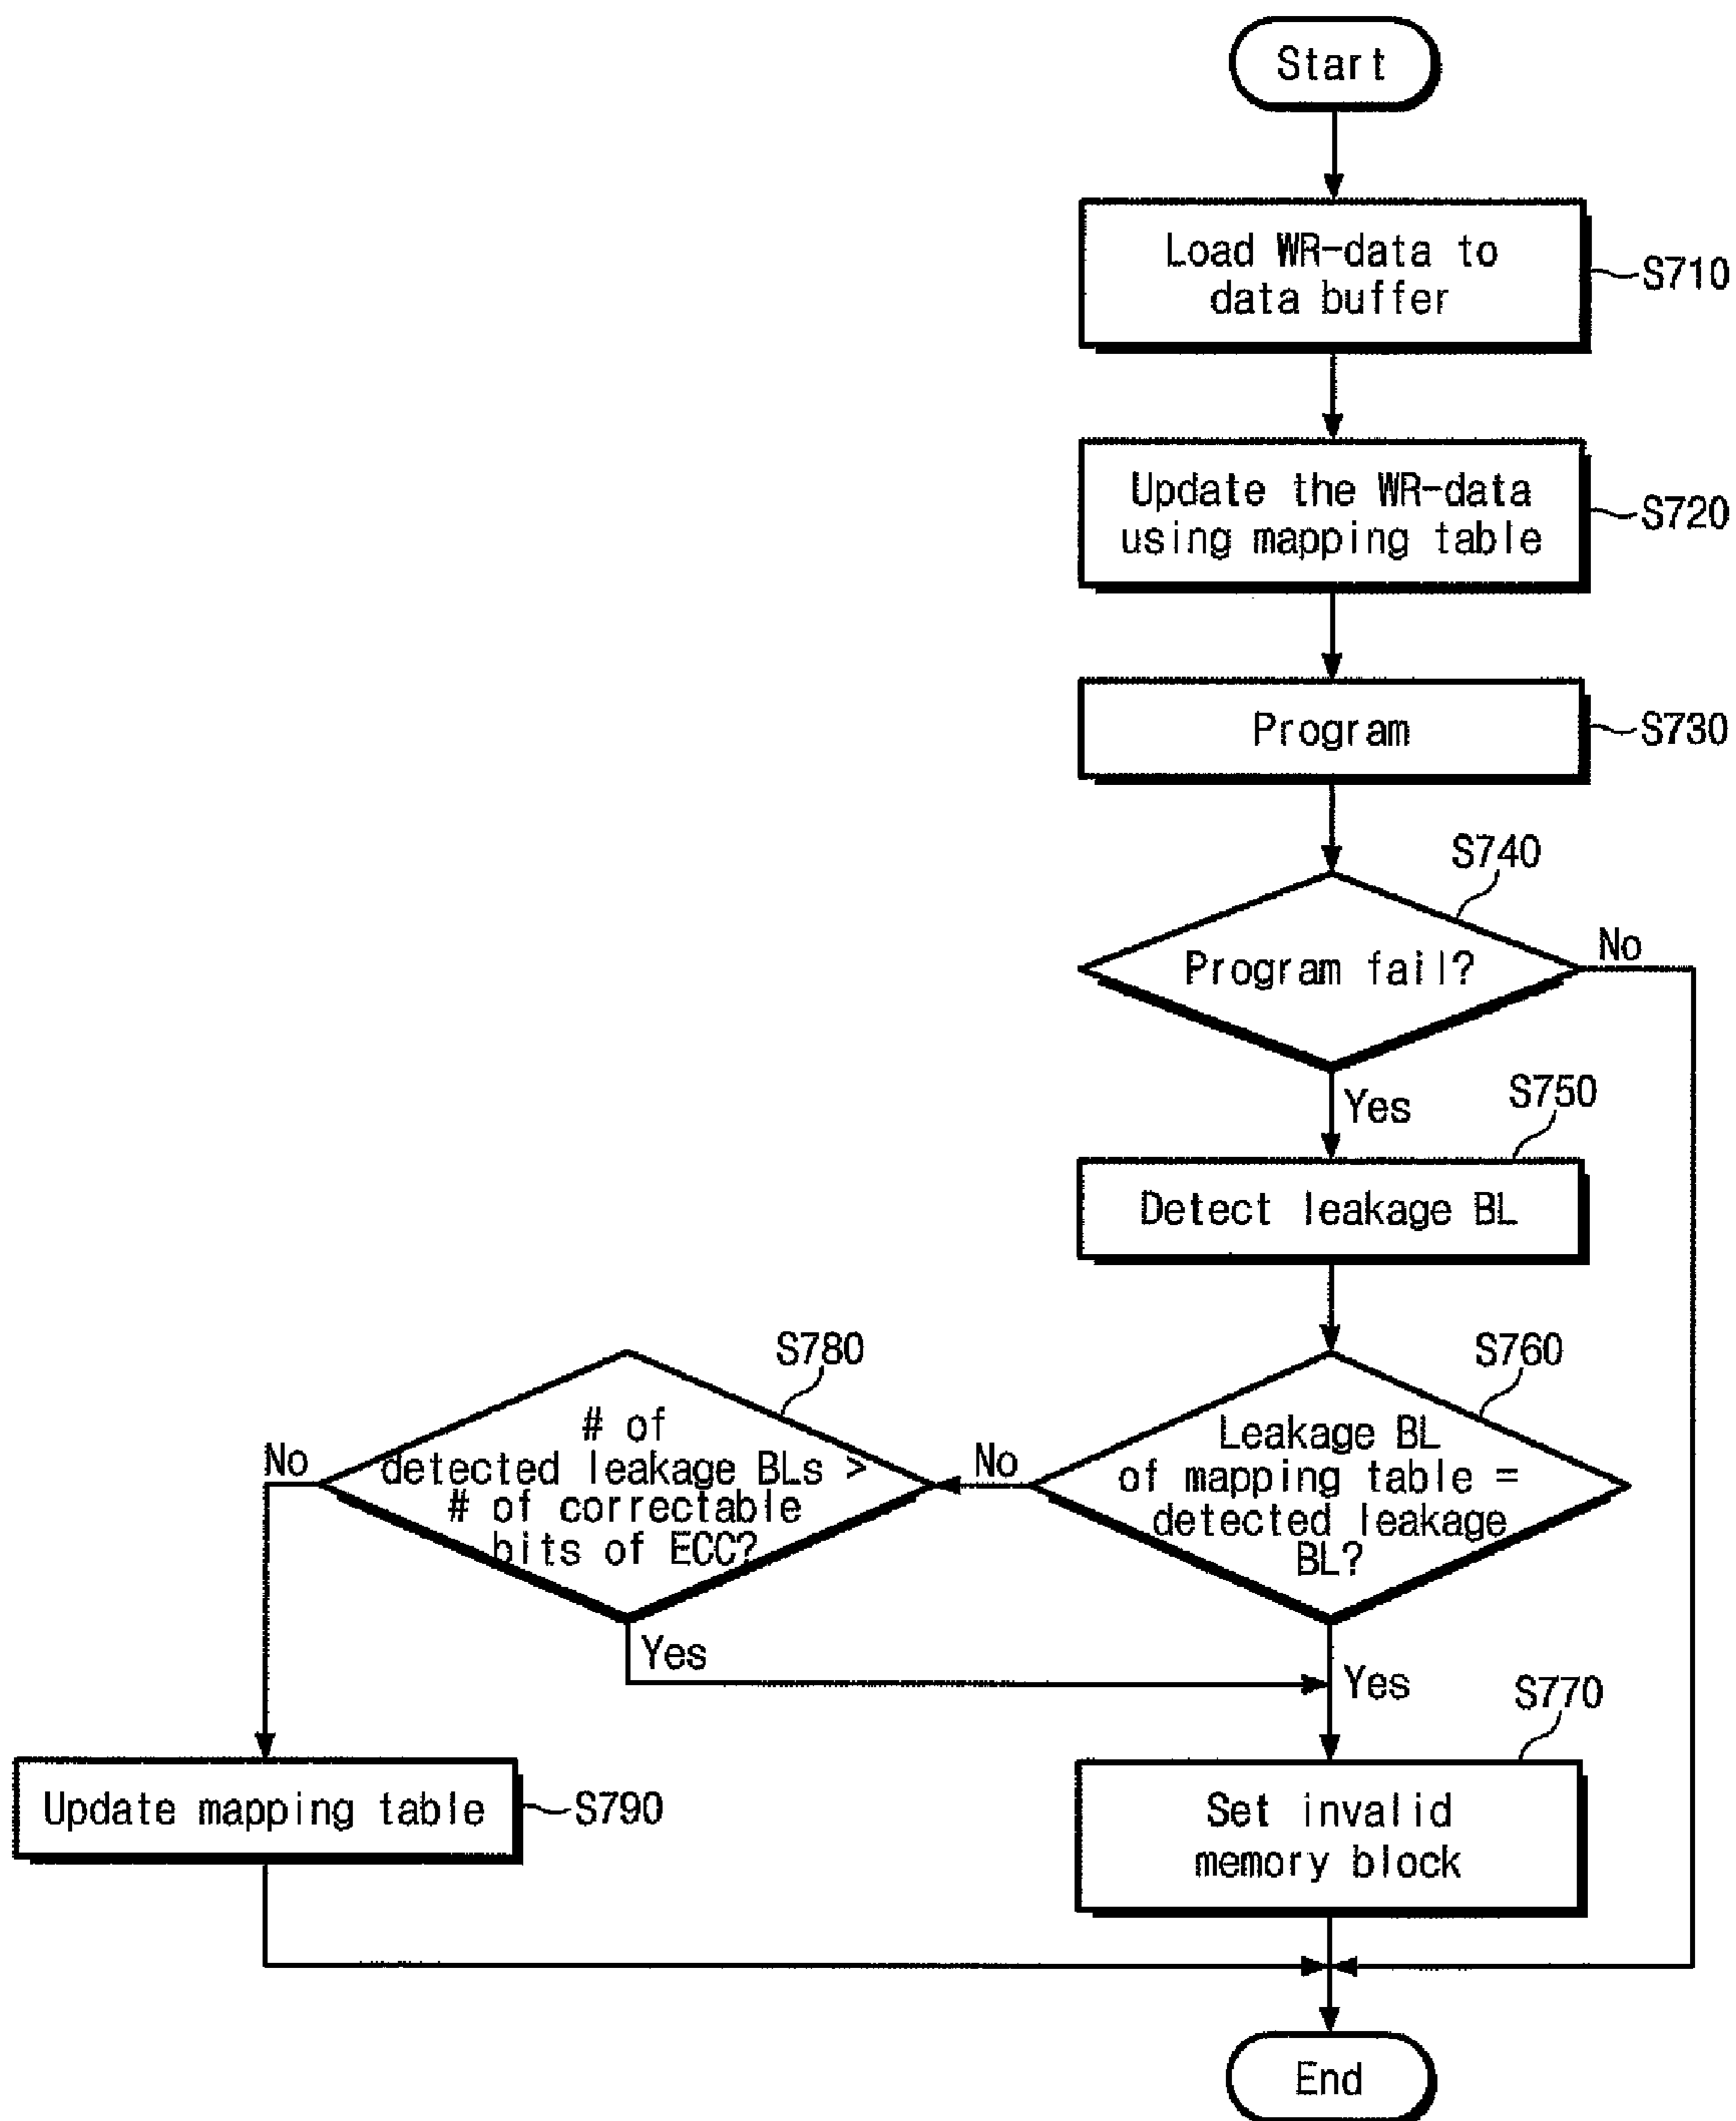 Start
Load WR-data to
data buffer
S710
Update the WR-data
using mapping table
S720
Program
S730
S740
Program fail?
No
Yes
S750
Detect leakage BL
S780
S760
# of
detected leakage BLs >
# of correctable
bits of ECC?
No
No
Leakage BL
of mapping table =
detected leakage
BL?
Yes
Yes
S770
Update mapping table
S790
Set invalid
memory block
End